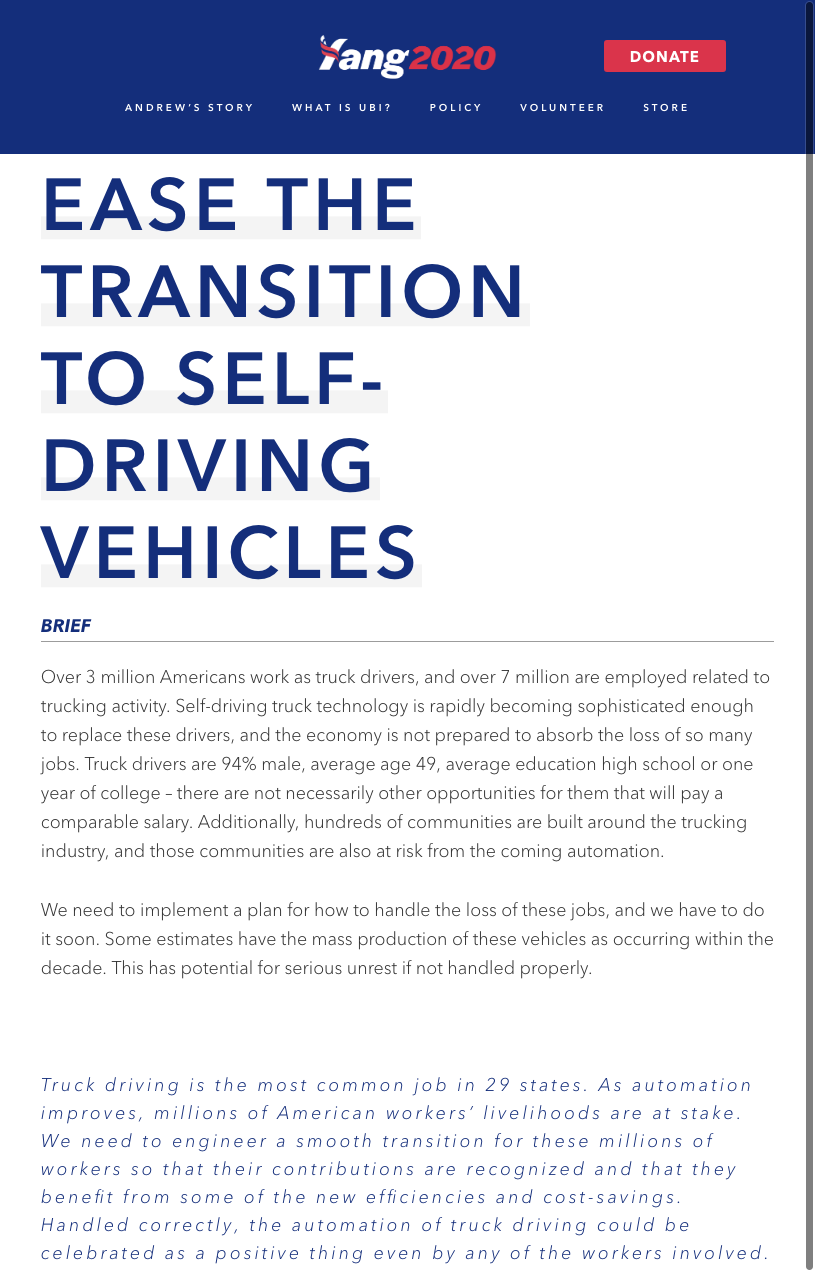 Yang2020
DONATE
ANDREW’S STORY WHAT IS UBI? POLICY VOLUNTEER STORE
EASE THE
TRANSITION
TO SELF-
DRIVING
VEHICLES
BRIEF
Over 3 million Americans work as truck drivers, and over 7 million are employed related to
trucking activity. Self-driving truck technology is rapidly becoming sophisticated enough
to replace these drivers, and the economy is not prepared to absorb the loss of so many
jobs. Truck drivers are 94% male, average age 49, average education high school or one
year of college – there are not necessarily other opportunities for them that will pay a
comparable salary. Additionally, hundreds of communities are built around the trucking
industry, and those communities are also at risk from the coming automation.
We need to implement a plan for how to handle the loss of these jobs, and we have to do
it soon. Some estimates have the mass production of these vehicles as occurring within the
decade. This has potential for serious unrest if not handled properly.
Truck driving is the most common job in 29 states. As automation
improves, millions of American workers’ livelihoods are at stake.
We need to engineer a smooth transition for these millions of
workers so that their contributions are recognized and that they
benefit from some of the new efficiencies and cost-savings.
Handled correctly, the automation of truck driving could be
celebrated as a positive thing even by any of the workers involved.